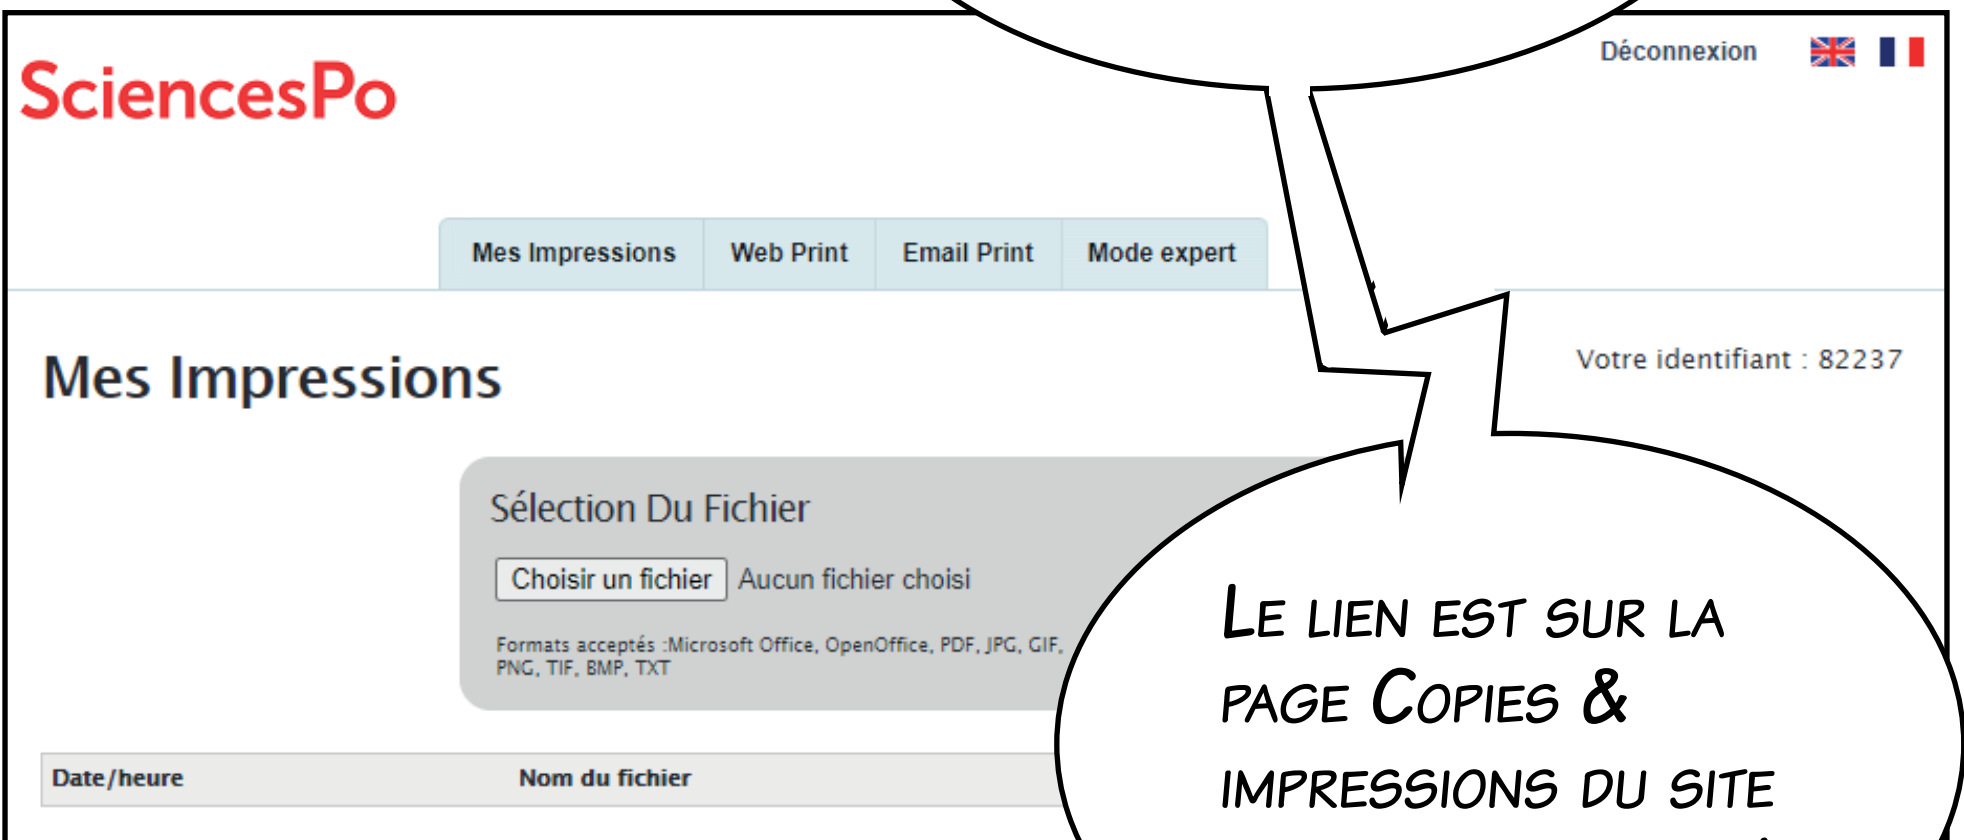 SciencesPo
Déconnexion
Mes Impressions Web Print Email Print Mode expert
Mes Impressions
Votre identifiant : 82237
Sélection Du Fichier
Choisir un fichier Aucun fichier choisi
Formats acceptés :Microsoft Office, OpenOffice, PDF, JPG, GIF,
PNG, TIF, BMP, TXT
Date/heure Nom du fichier
LE LIEN EST SUR LA
PAGE COPIES &
IMPRESSIONS DU SITE